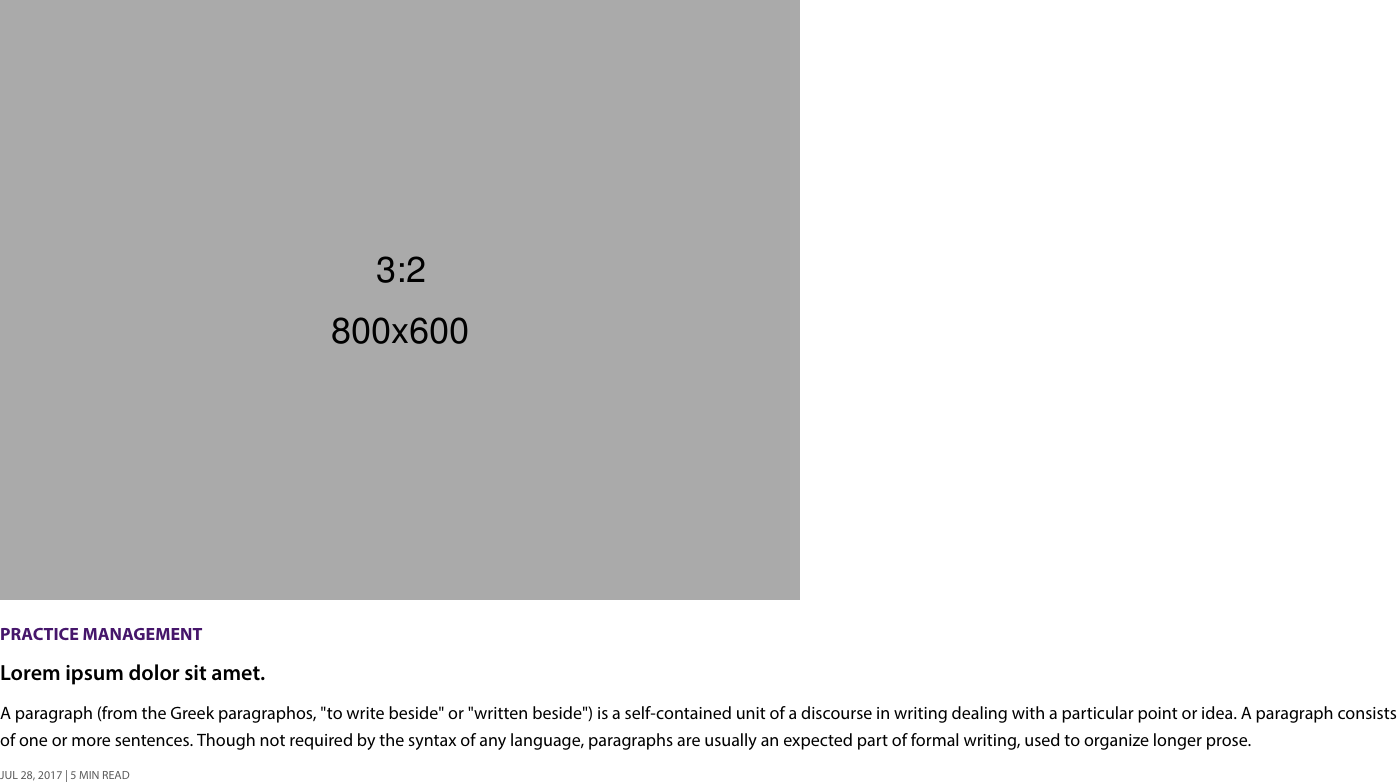 3:2
800x600
PRACTICE MANAGEMENT
Lorem ipsum dolor sit amet.
A paragraph (from the Greek paragraphos, "to write beside" or "written beside") is a self-contained unit of a discourse in writing dealing with a particular point or idea. A paragraph consists
of one or more sentences. Though not required by the syntax of any language, paragraphs are usually an expected part of formal writing, used to organize longer prose.
JUL 28, 2017 | 5 MIN READ